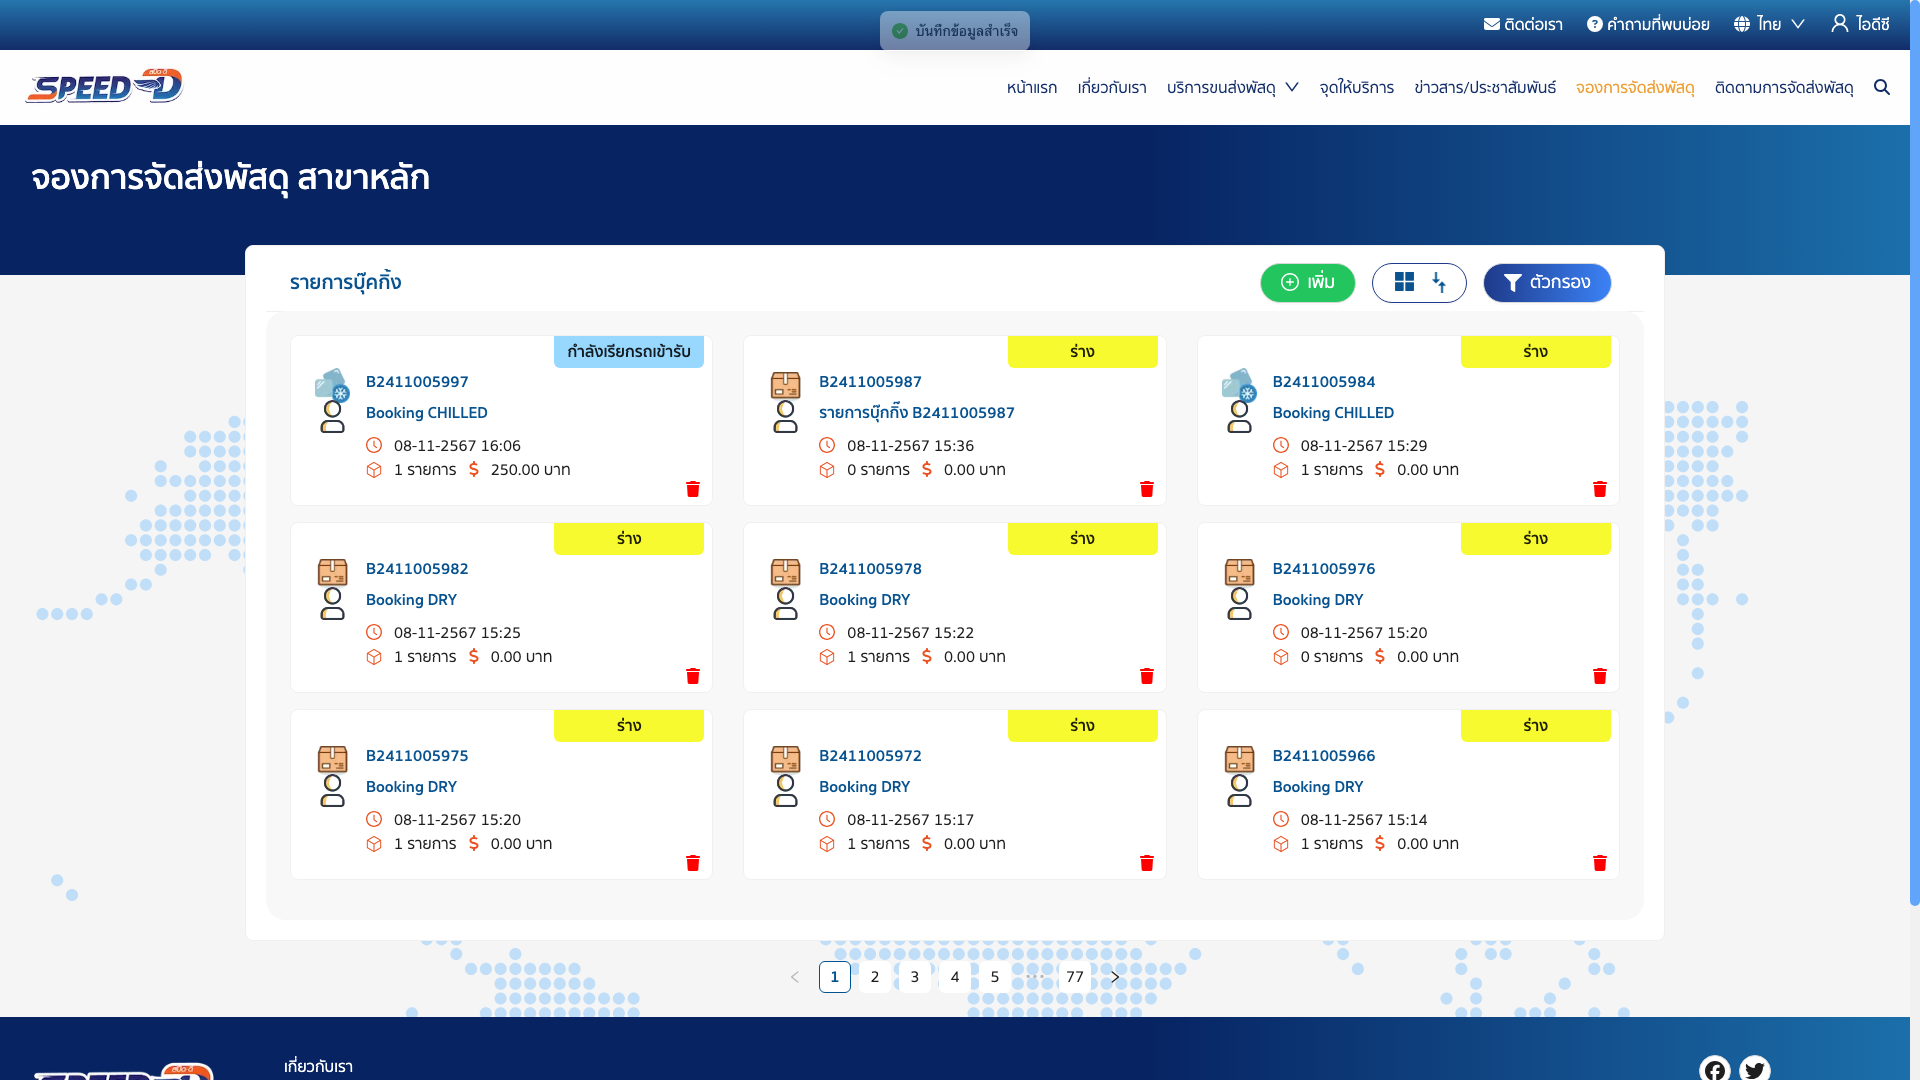 บันทึกข้อมูลสำเร็จ
ติดต่อเรา คำถามที่พบบ่อย ไทย ไอดีซี
SPEED-D
หน้าแรก เกี่ยวกับเรา บริการขนส่งพัสดุ จุดให้บริการ ข่าวสาร/ประชาสัมพันธ์ จองการจัดส่งพัสดุ ติดตามการจัดส่งพัสดุ
จองการจัดส่งพัสดุ สาขาหลัก
รายการบุ๊คกิ้ง
เพิ่ม ตัวกรอง
กำลังเรียกรถเข้ารับ
B2411005997
Booking CHILLED
08-11-2567 16:06
1 รายการ $ 250.00 บาท
ร่าง
B2411005987
รายการบุ๊กกิ๊ง B2411005987
08-11-2567 15:36
0 รายการ $ 0.00 บาท
ร่าง
B2411005984
Booking CHILLED
08-11-2567 15:29
1 รายการ $ 0.00 บาท
ร่าง
B2411005982
Booking DRY
08-11-2567 15:25
1 รายการ $ 0.00 บาท
ร่าง
B2411005978
Booking DRY
08-11-2567 15:22
1 รายการ $ 0.00 บาท
ร่าง
B2411005976
Booking DRY
08-11-2567 15:20
0 รายการ $ 0.00 บาท
ร่าง
B2411005975
Booking DRY
08-11-2567 15:20
1 รายการ $ 0.00 บาท
ร่าง
B2411005972
Booking DRY
08-11-2567 15:17
1 รายการ $ 0.00 บาท
ร่าง
B2411005966
Booking DRY
08-11-2567 15:14
1 รายการ $ 0.00 บาท
1 2 3 4 5 ••• 77
เกี่ยวกับเรา